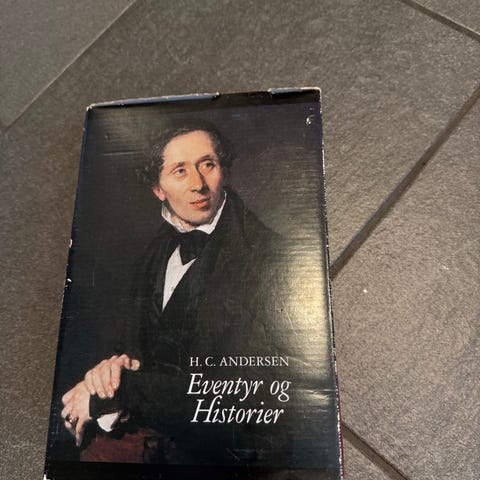 H. C. ANDERSEN
Eventyr og
Historier